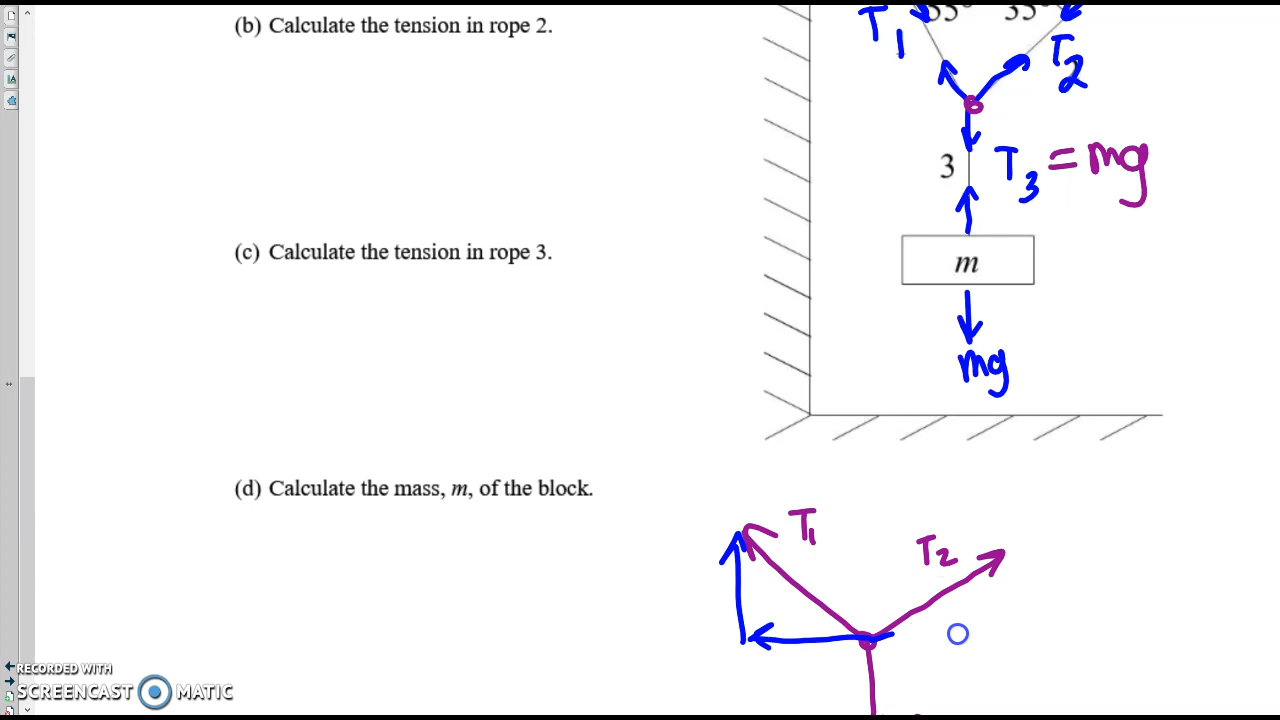 (b) Calculate the tension in rope 2.
T1
35°
T2
3
T3 = mg
(c) Calculate the tension in rope 3.
m
mg
(d) Calculate the mass, m, of the block.
T1
T2
RECORDED WITH
SCREENCAST MATIC